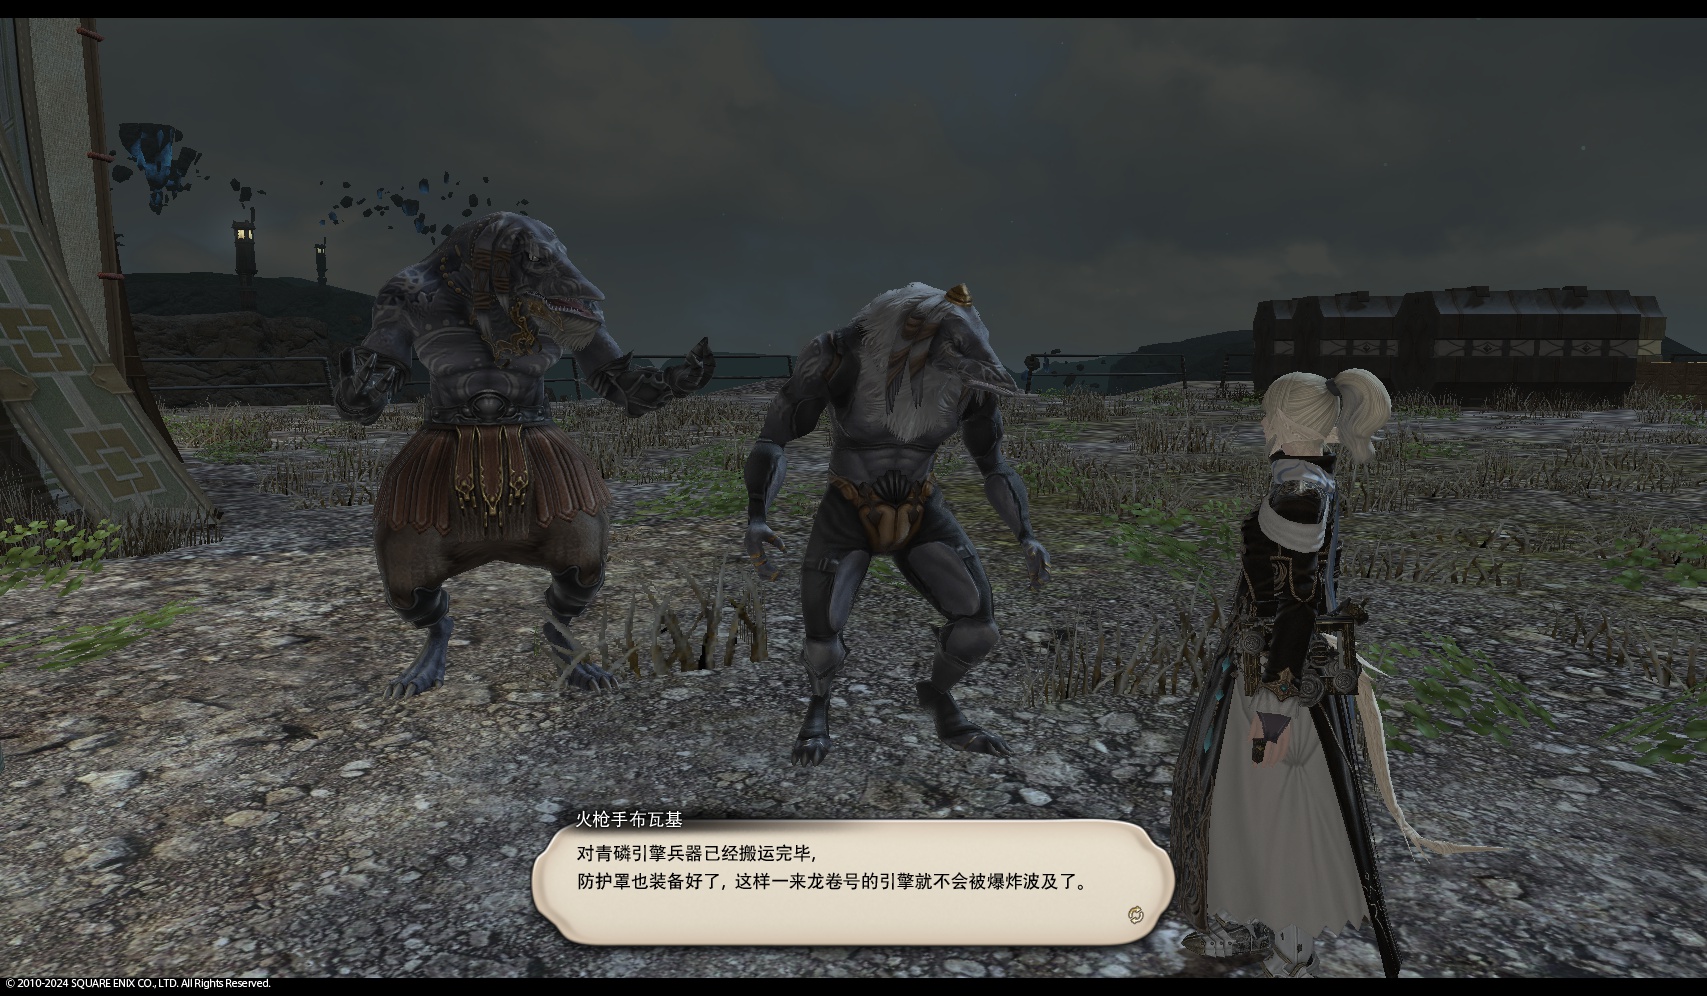 火枪手布瓦基
对青磷引擎兵器已经搬运完毕,
防护罩也装备好了, 这样一来龙卷号的引擎就不会被爆炸波及了。
© 2010-2024 SQUARE ENIX CO., LTD. All Rights Reserved.